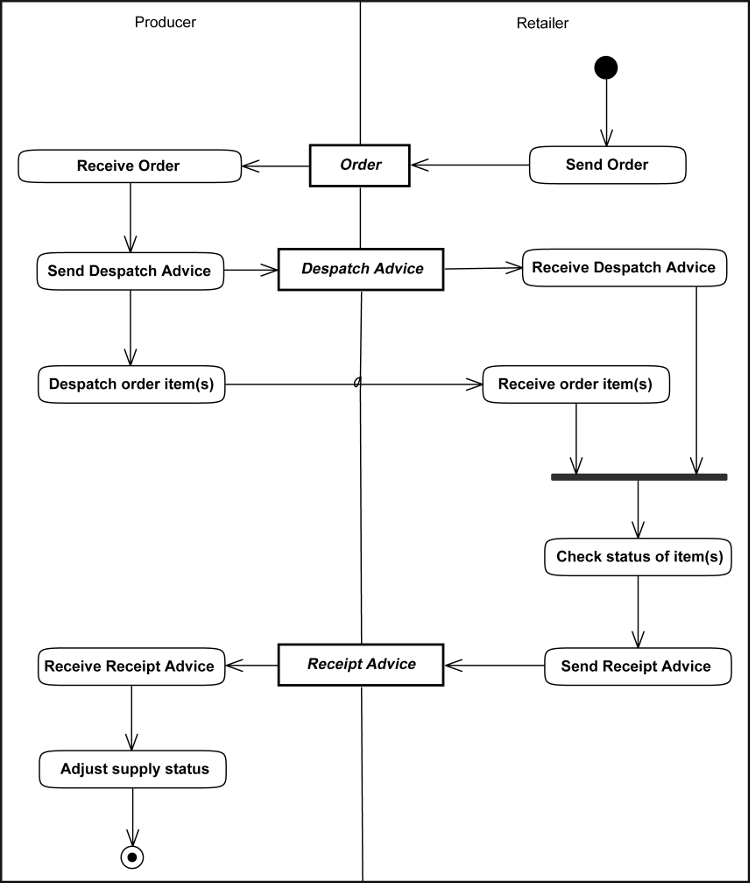 Producer
Retailer
Receive Order
Order
Send Order
Send Despatch Advice
Despatch Advice
Receive Despatch Advice
Despatch order item(s)
Receive order item(s)
Check status of item(s)
Receive Receipt Advice
Receipt Advice
Send Receipt Advice
Adjust supply status